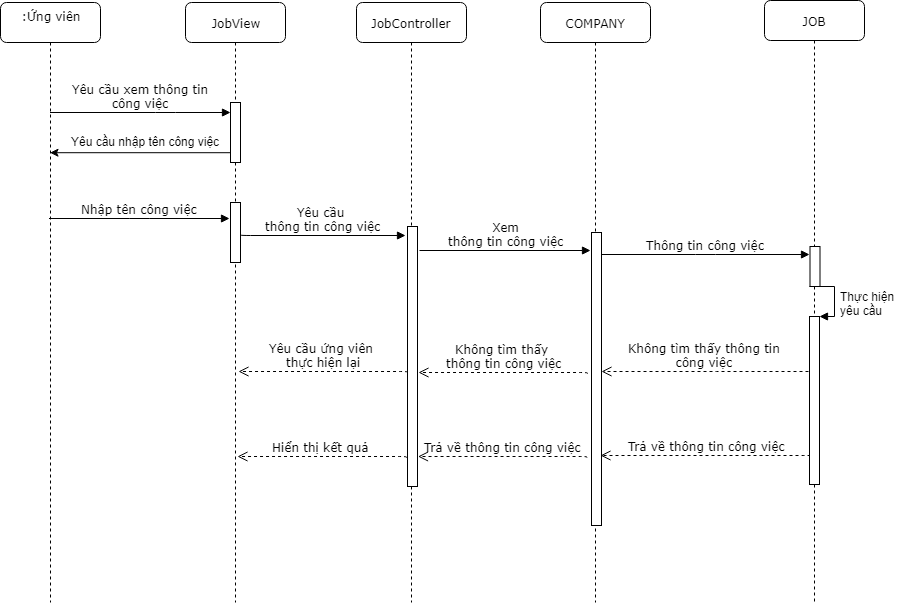 :Ứng viên
JobView
JobController
COMPANY
JOB
Yêu cầu xem thông tin
công việc
Yêu cầu nhập tên công việc
Nhập tên công việc
Yêu cầu
thông tin công việc
Xem
thông tin công việc
Thông tin công việc
Thực hiện
yêu cầu
Yêu cầu ứng viên
thực hiện lại
Không tìm thấy
thông tin công việc
Không tìm thấy thông tin
công việc
Hiển thị kết quả
Trả về thông tin công việc
Trả về thông tin công việc